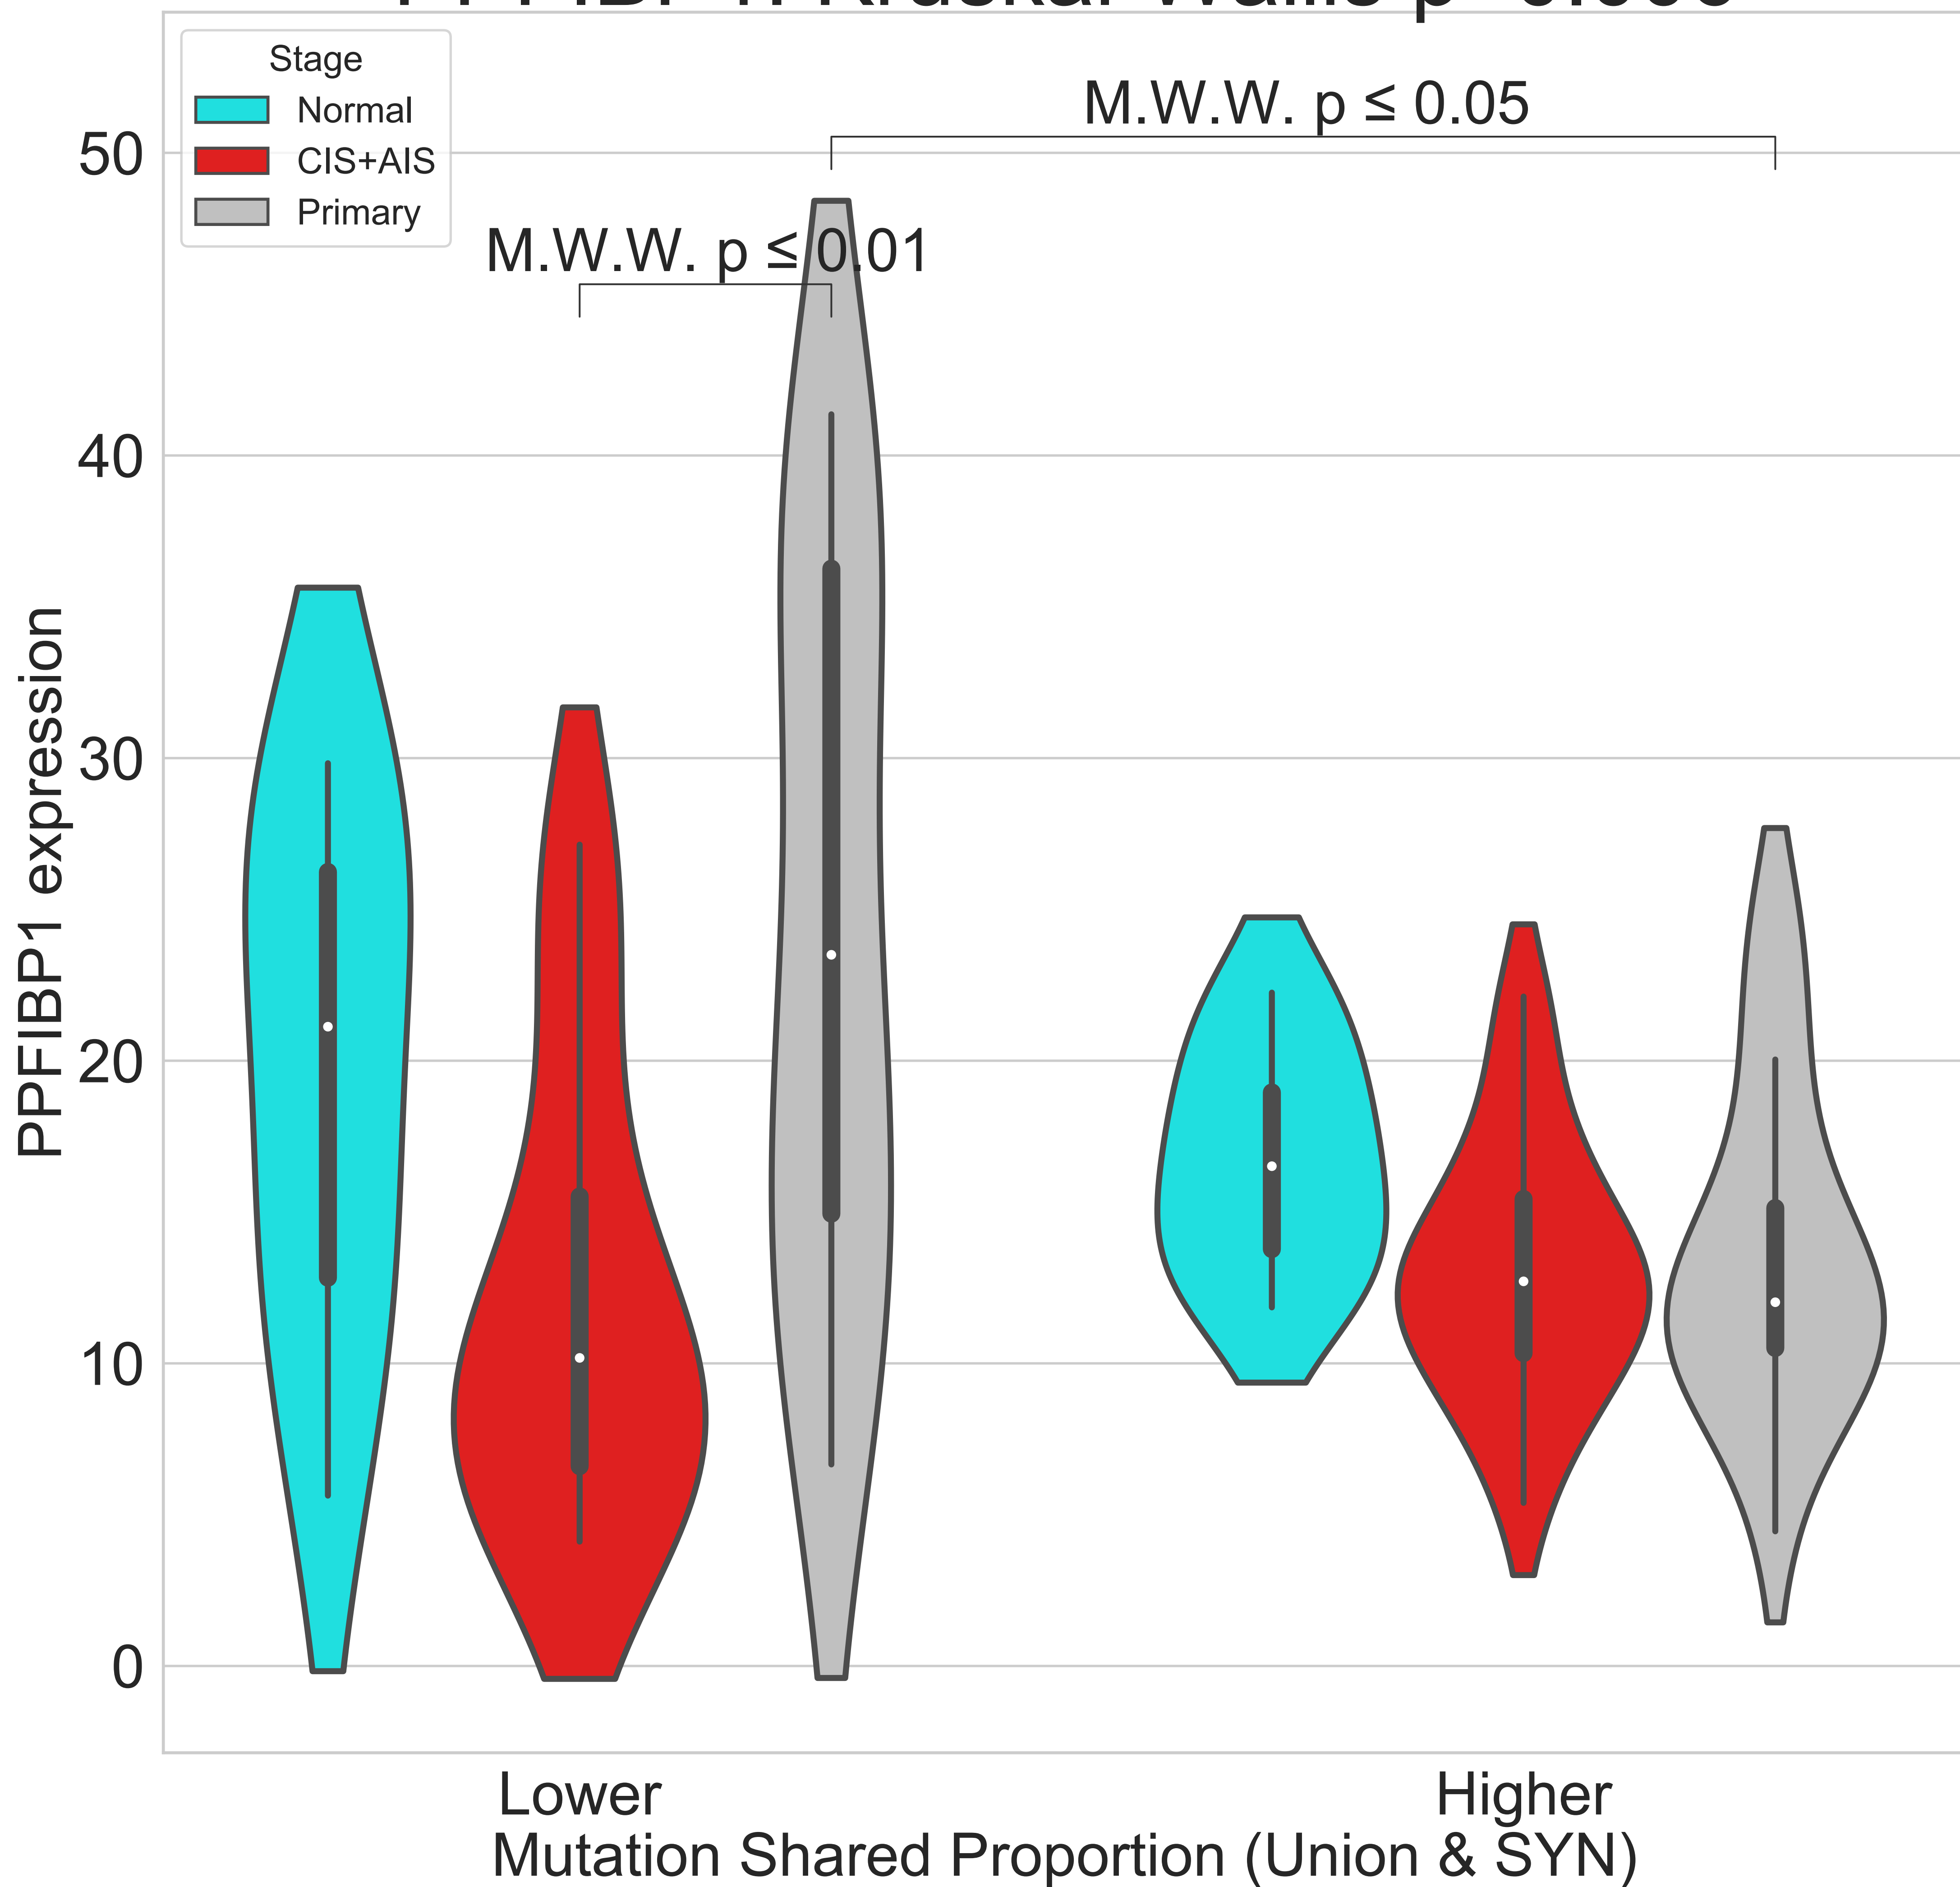 Stage
Normal
CIS+AIS
Primary
M.W.W. p ≤ 0.05
M.W.W. p ≤ 0.01
50
40
30
20
10
0
PPFIBP1 expression
Lower
Higher
Mutation Shared Proportion (Union & SYN)